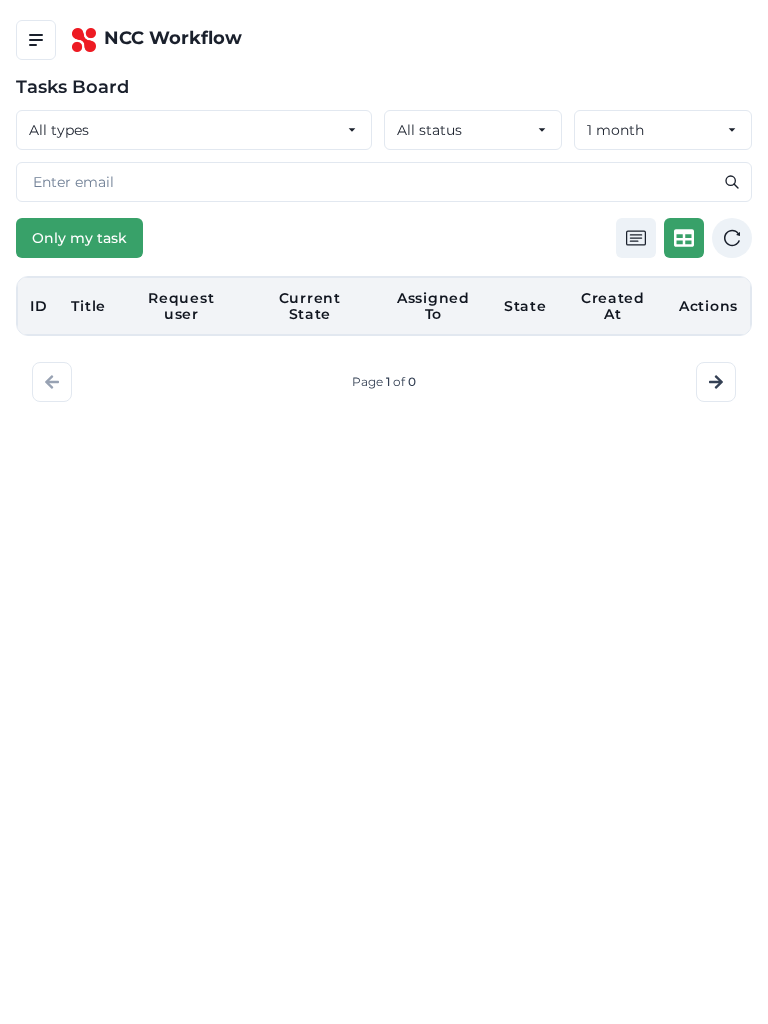 NCC Workflow
Tasks Board
All types
All status
1 month
Enter email
Only my task
ID
Title
Request
user
Current
State
Assigned
To
State
Created
At
Actions
Page 1 of 0